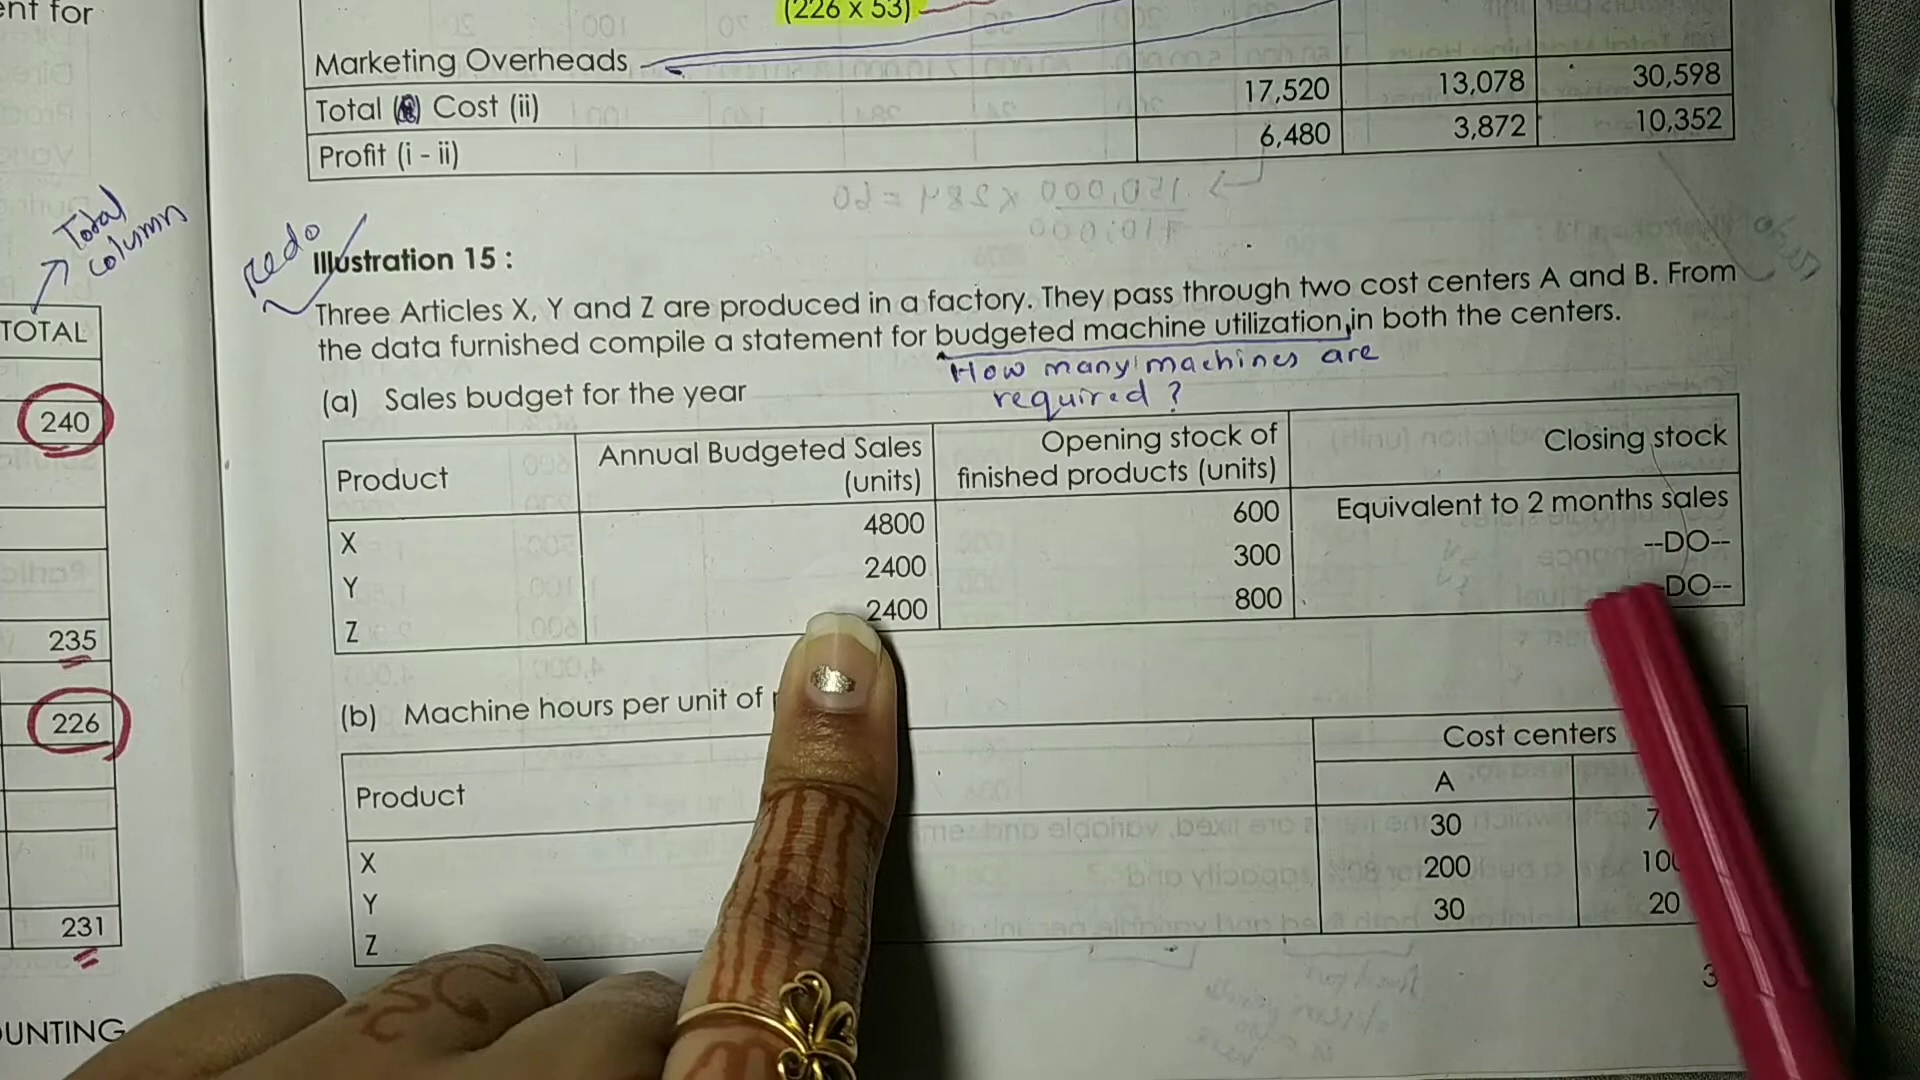 ent for
(226 x 53)
Marketing Overheads
Total Cost (ii) 17,520 13,078 30,598
Profit (i - ii) 6,480 3,872 10,352
Total
column
TOTAL
240
235
226
231
OUNTING
Redo
Illustration 15 :
Three Articles X, Y and Z are produced in a factory. They pass through two cost centers A and B. From
the data furnished compile a statement for budgeted machine utilization in both the centers.
How many machines are
required ?
(a) Sales budget for the year
Product Annual Budgeted Sales (units) Opening stock of finished products (units) Closing stock
X 4800 600 Equivalent to 2 months sales
Y 2400 300 --DO--
Z 2400 800 DO--
(b) Machine hours per unit of
Cost centers
Product A
X 30
Y 200
Z 30 20